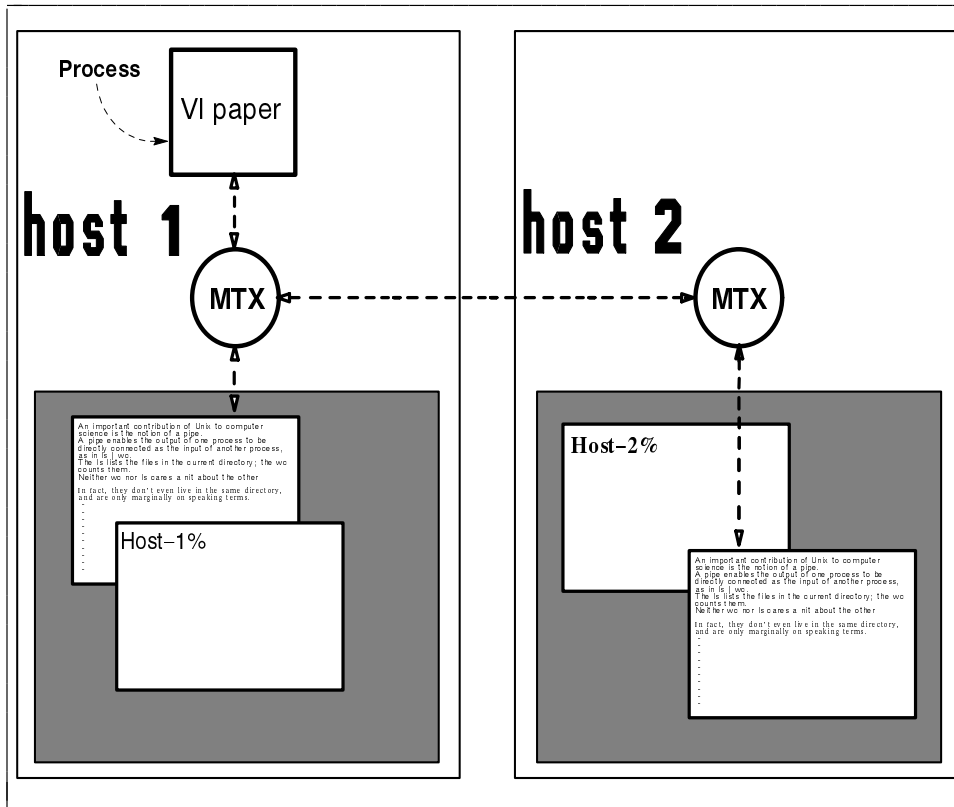 Process
VI paper
host 1
host 2
MTX
MTX
An important contribution of Unix to computer
science is the notion of a pipe.
A pipe enables the output of one process to be
directly connected as the input of another process,
as in ls | wc.
The ls lists the files in the current directory; the wc
counts them.
Neither wc nor ls cares a nit about the other
In fact, they don't even live in the same directory,
and are only marginally on speaking terms.
Host-1%
Host-2%
An important contribution of Unix to computer
science is the notion of a pipe.
A pipe enables the output of one process to be
directly connected as the input of another process,
as in ls | wc.
The ls lists the files in the current directory; the wc
counts them.
Neither wc nor ls cares a nit about the other
In fact, they don't even live in the same directory,
and are only marginally on speaking terms.